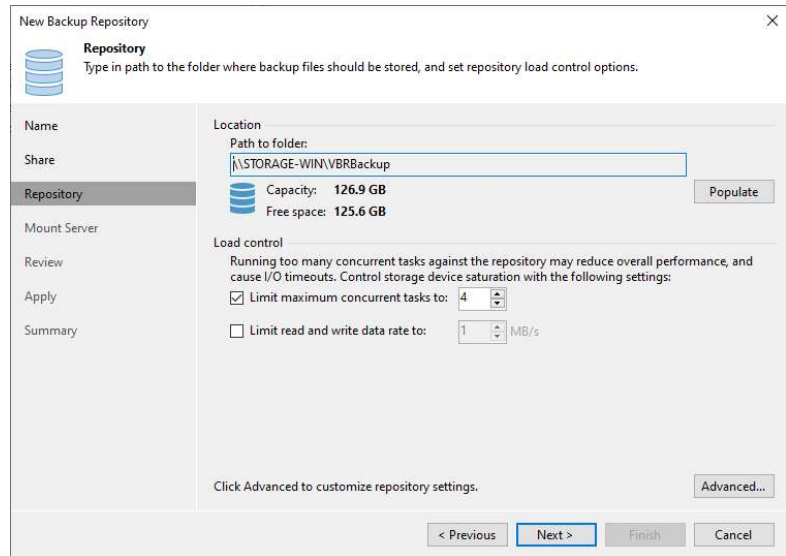 New Backup Repository
Repository
Type in path to the folder where backup files should be stored, and set repository load control options.
Name
Share
Repository
Mount Server
Review
Apply
Summary
Location
Path to folder:
\\STORAGE-WIN\VBRBackup
Capacity: 126.9 GB
Free space: 125.6 GB
Populate
Load control
Running too many concurrent tasks against the repository may reduce overall performance, and
cause I/O timeouts. Control storage device saturation with the following settings:
Limit maximum concurrent tasks to: 4
Limit read and write data rate to: 1 MB/s
Click Advanced to customize repository settings.
Advanced...
< Previous
Next >
Finish
Cancel